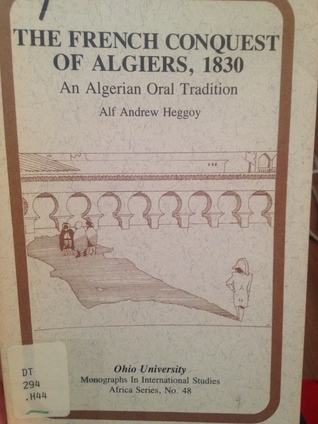 THE FRENCH CONQUEST
OF ALGIERS, 1830
An Algerian Oral Tradition
Alf Andrew Heggoy
Ohio University
Monographs In International Studies
Africa Series, No. 48
DT
294
.H44